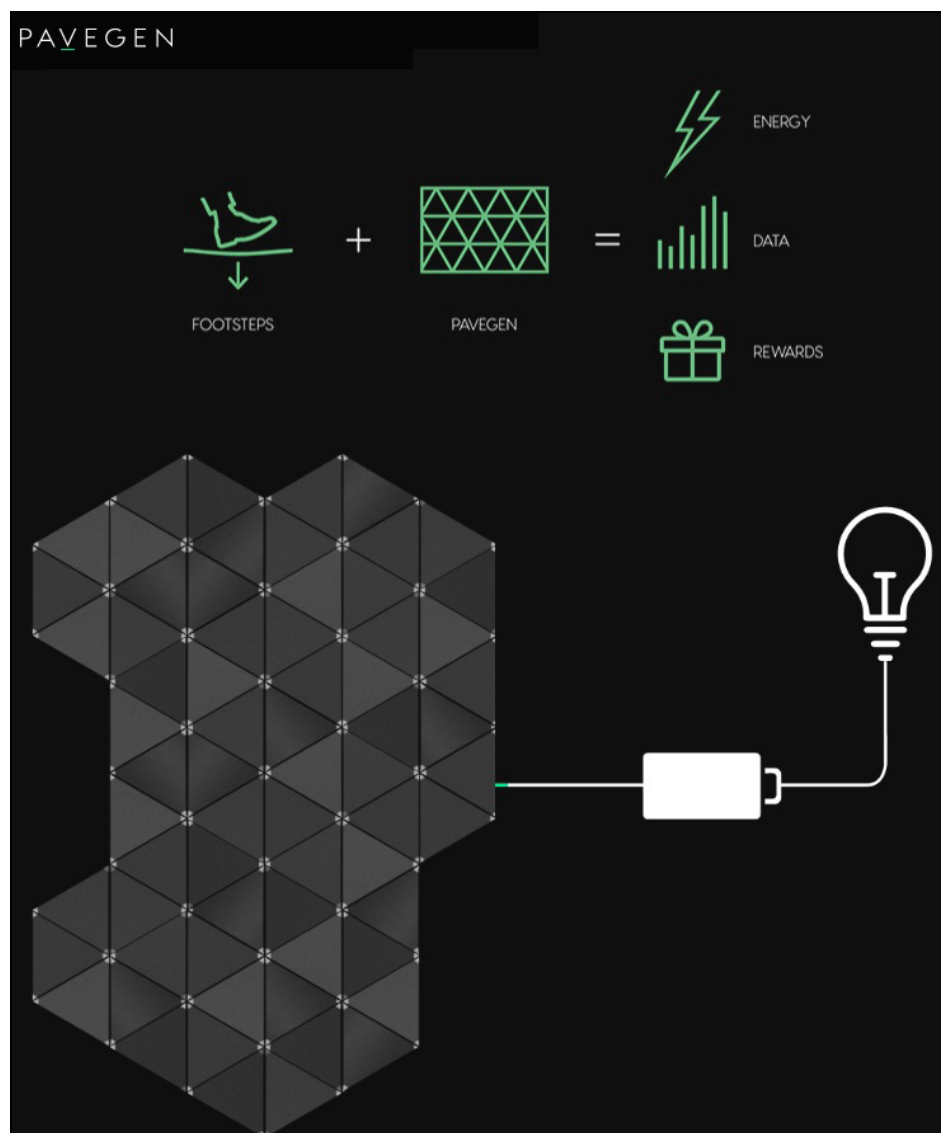 PAVEGEN
ENERGY
+
=
DATA
FOOTSTEPS
PAVEGEN
REWARDS